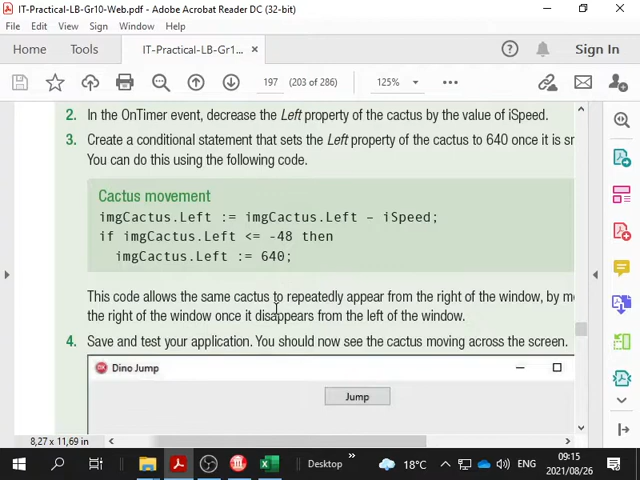 IT-Practical-LB-Gr10-Web.pdf - Adobe Acrobat Reader DC (32-bit)
File Edit View Sign Window Help
Home Tools IT-Practical-LB-Gr1... × Sign In
197 (203 of 286) 125%
2. In the OnTimer event, decrease the Left property of the cactus by the value of iSpeed.
3. Create a conditional statement that sets the Left property of the cactus to 640 once it is sm
You can do this using the following code.
Cactus movement
imgCactus.Left := imgCactus.Left – iSpeed;
if imgCactus.Left <= -48 then
imgCactus.Left := 640;
This code allows the same cactus to repeatedly appear from the right of the window, by mo
the right of the window once it disappears from the left of the window.
4. Save and test your application. You should now see the cactus moving across the screen.
Dino Jump
Jump
8,27 x 11,69 in
Desktop » 18°C ENG 09:15
2021/08/26